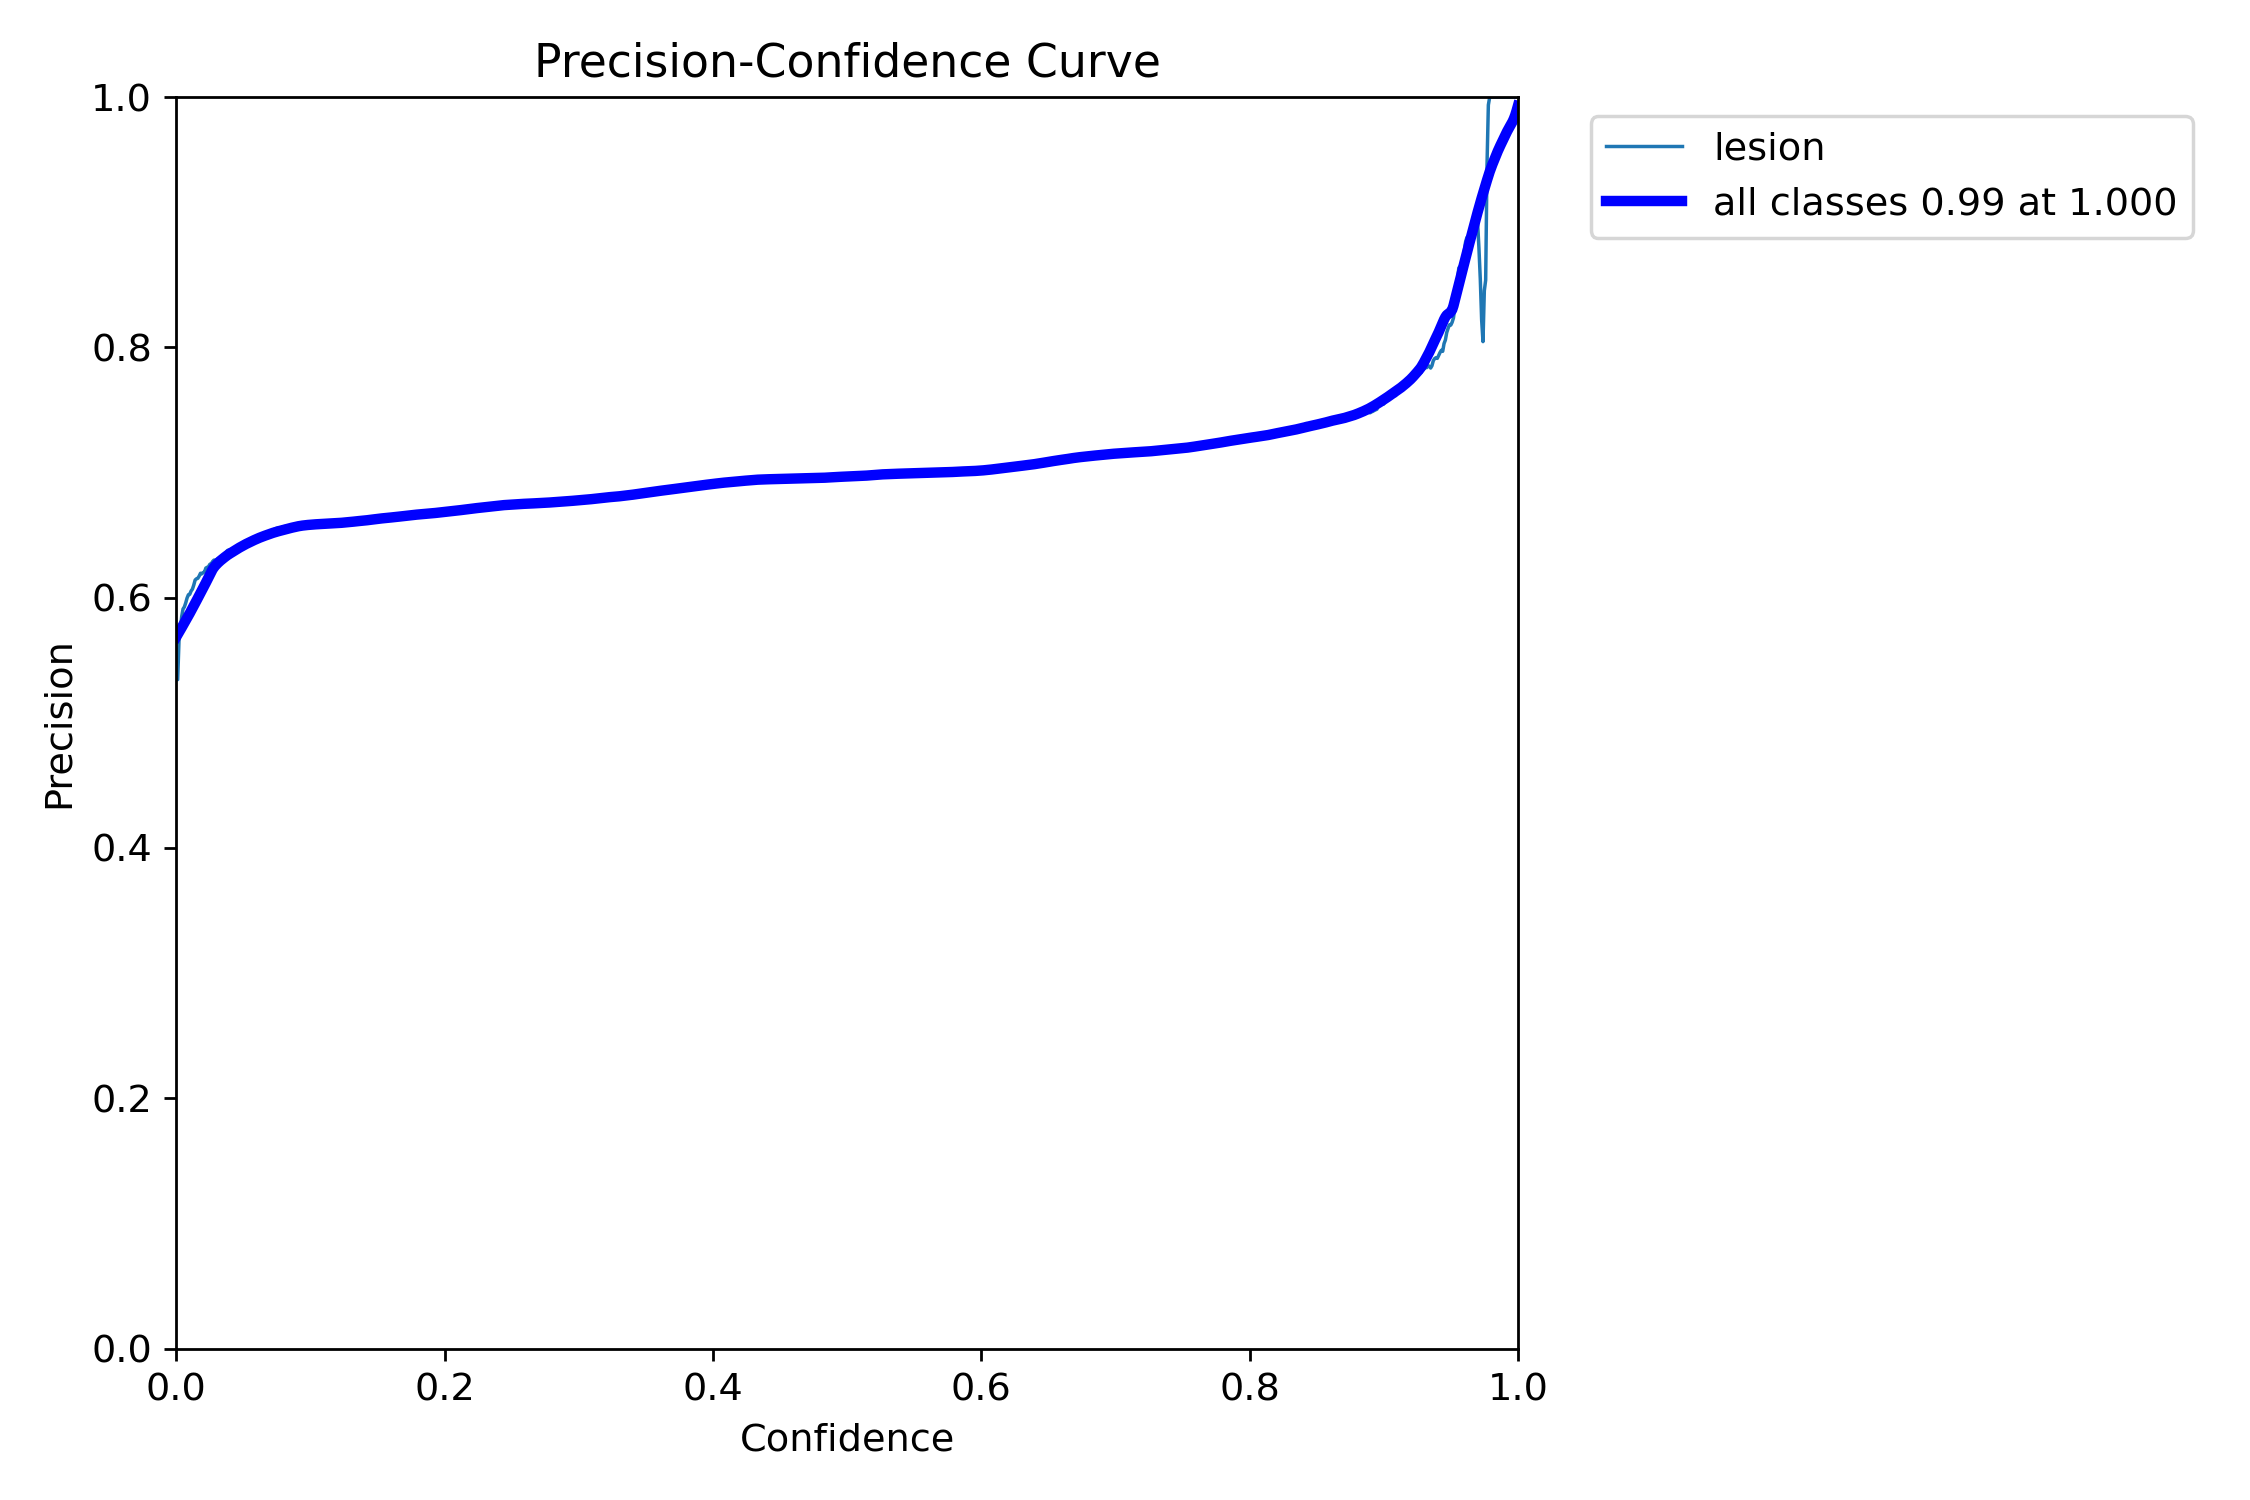 Precision-Confidence Curve
1.0
0.8
0.6
0.4
0.2
0.0
Precision
0.0 0.2 0.4 0.6 0.8 1.0
Confidence
lesion
all classes 0.99 at 1.000